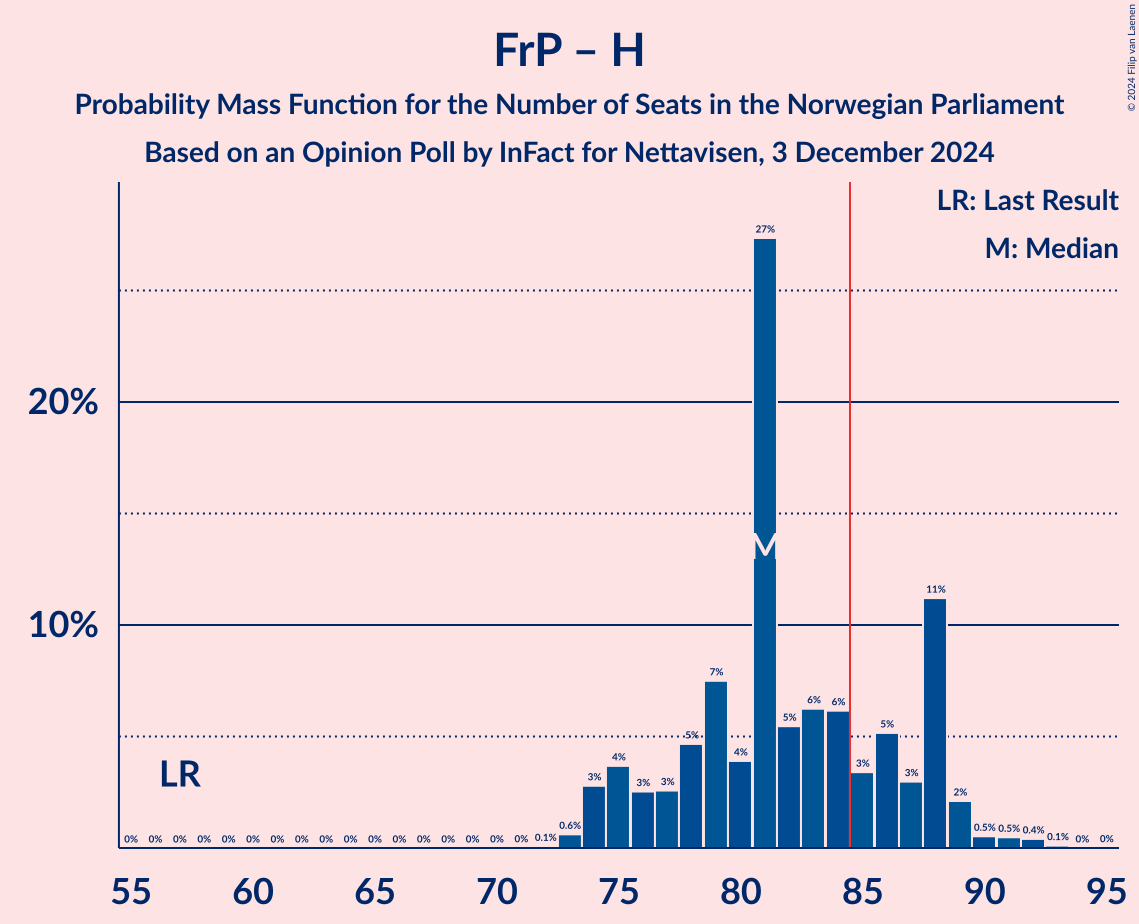 FrP – H
Probability Mass Function for the Number of Seats in the Norwegian Parliament
Based on an Opinion Poll by InFact for Nettavisen, 3 December 2024
© 2024 Filip van Laenen
LR: Last Result
M: Median
20%
10%
LR
M
0% 0% 0% 0% 0% 0% 0% 0% 0% 0% 0% 0% 0% 0% 0% 0% 0% 0.1% 0.6% 3% 4% 3% 3% 5% 7% 4% 27% 5% 6% 6% 3% 5% 3% 11% 2% 0.5% 0.5% 0.4% 0.1% 0% 0%
55 60 65 70 75 80 85 90 95